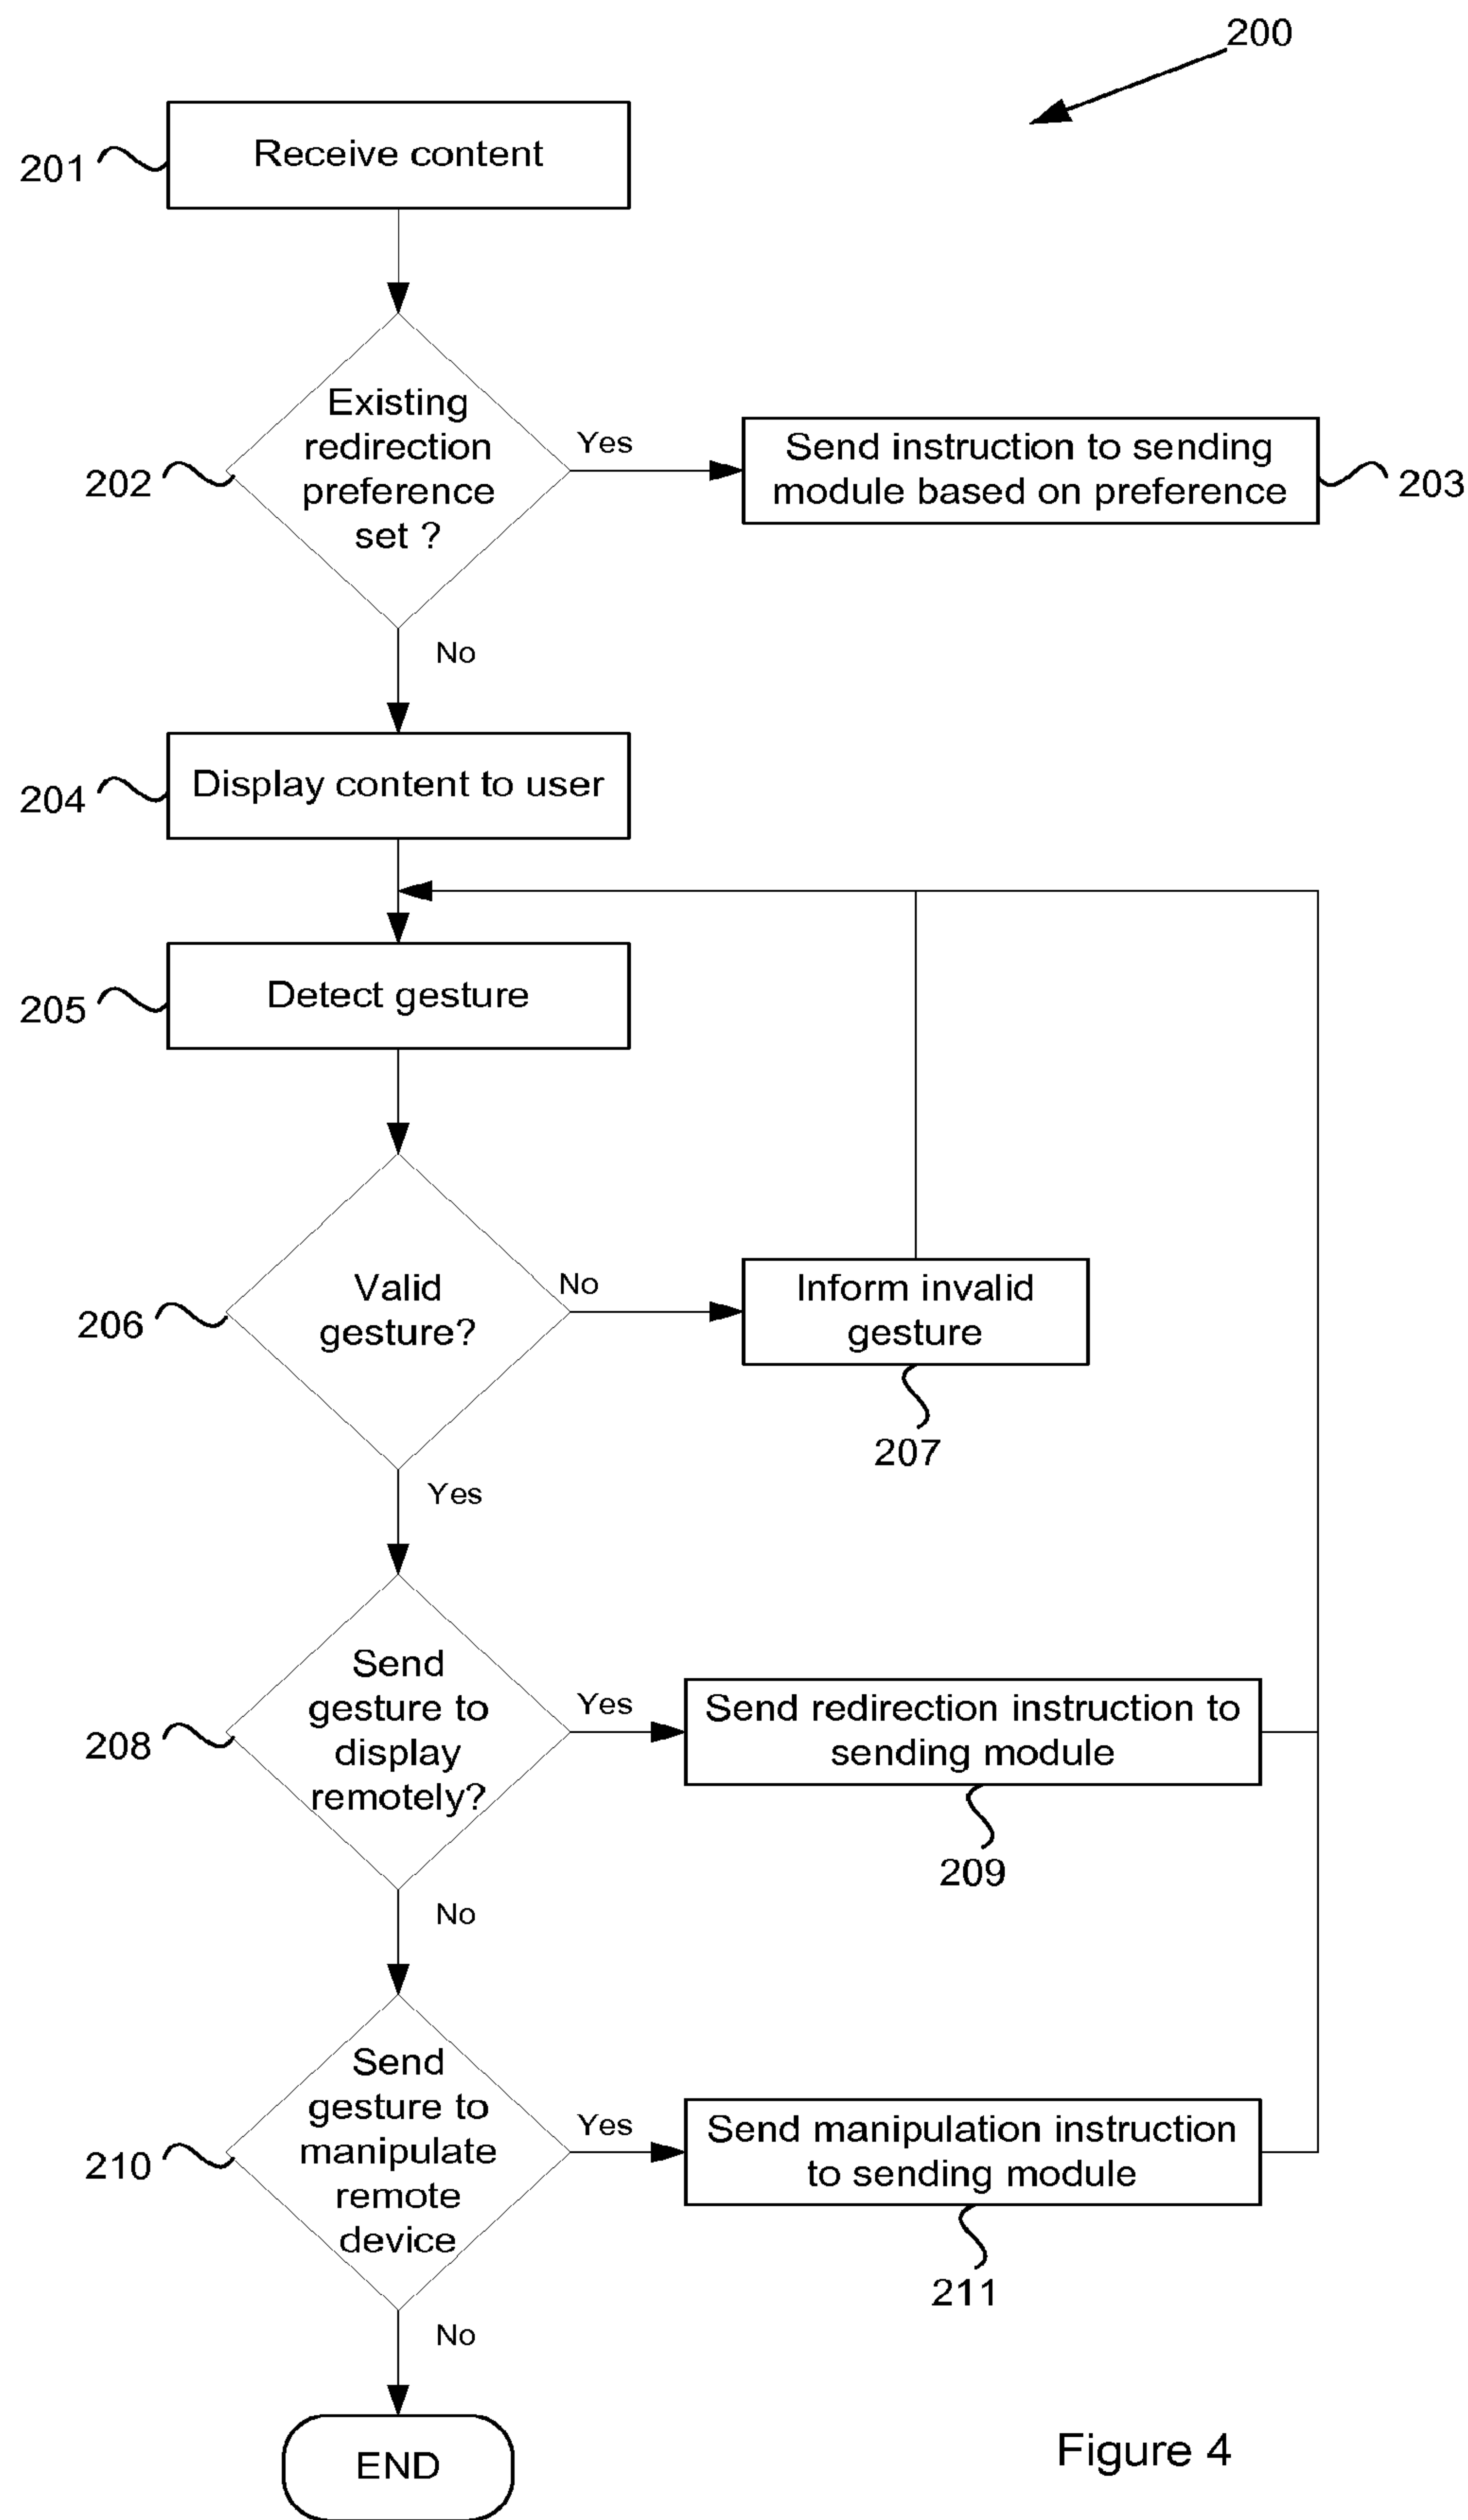 200
201
Receive content
202
Existing
redirection
preference
set ?
Yes
Send instruction to sending
module based on preference
203
No
204
Display content to user
205
Detect gesture
206
Valid
gesture?
No
Inform invalid
gesture
207
Yes
208
Send
gesture to
display
remotely?
Yes
Send redirection instruction to
sending module
209
No
210
Send
gesture to
manipulate
remote
device
Yes
Send manipulation instruction
to sending module
211
No
END
Figure 4